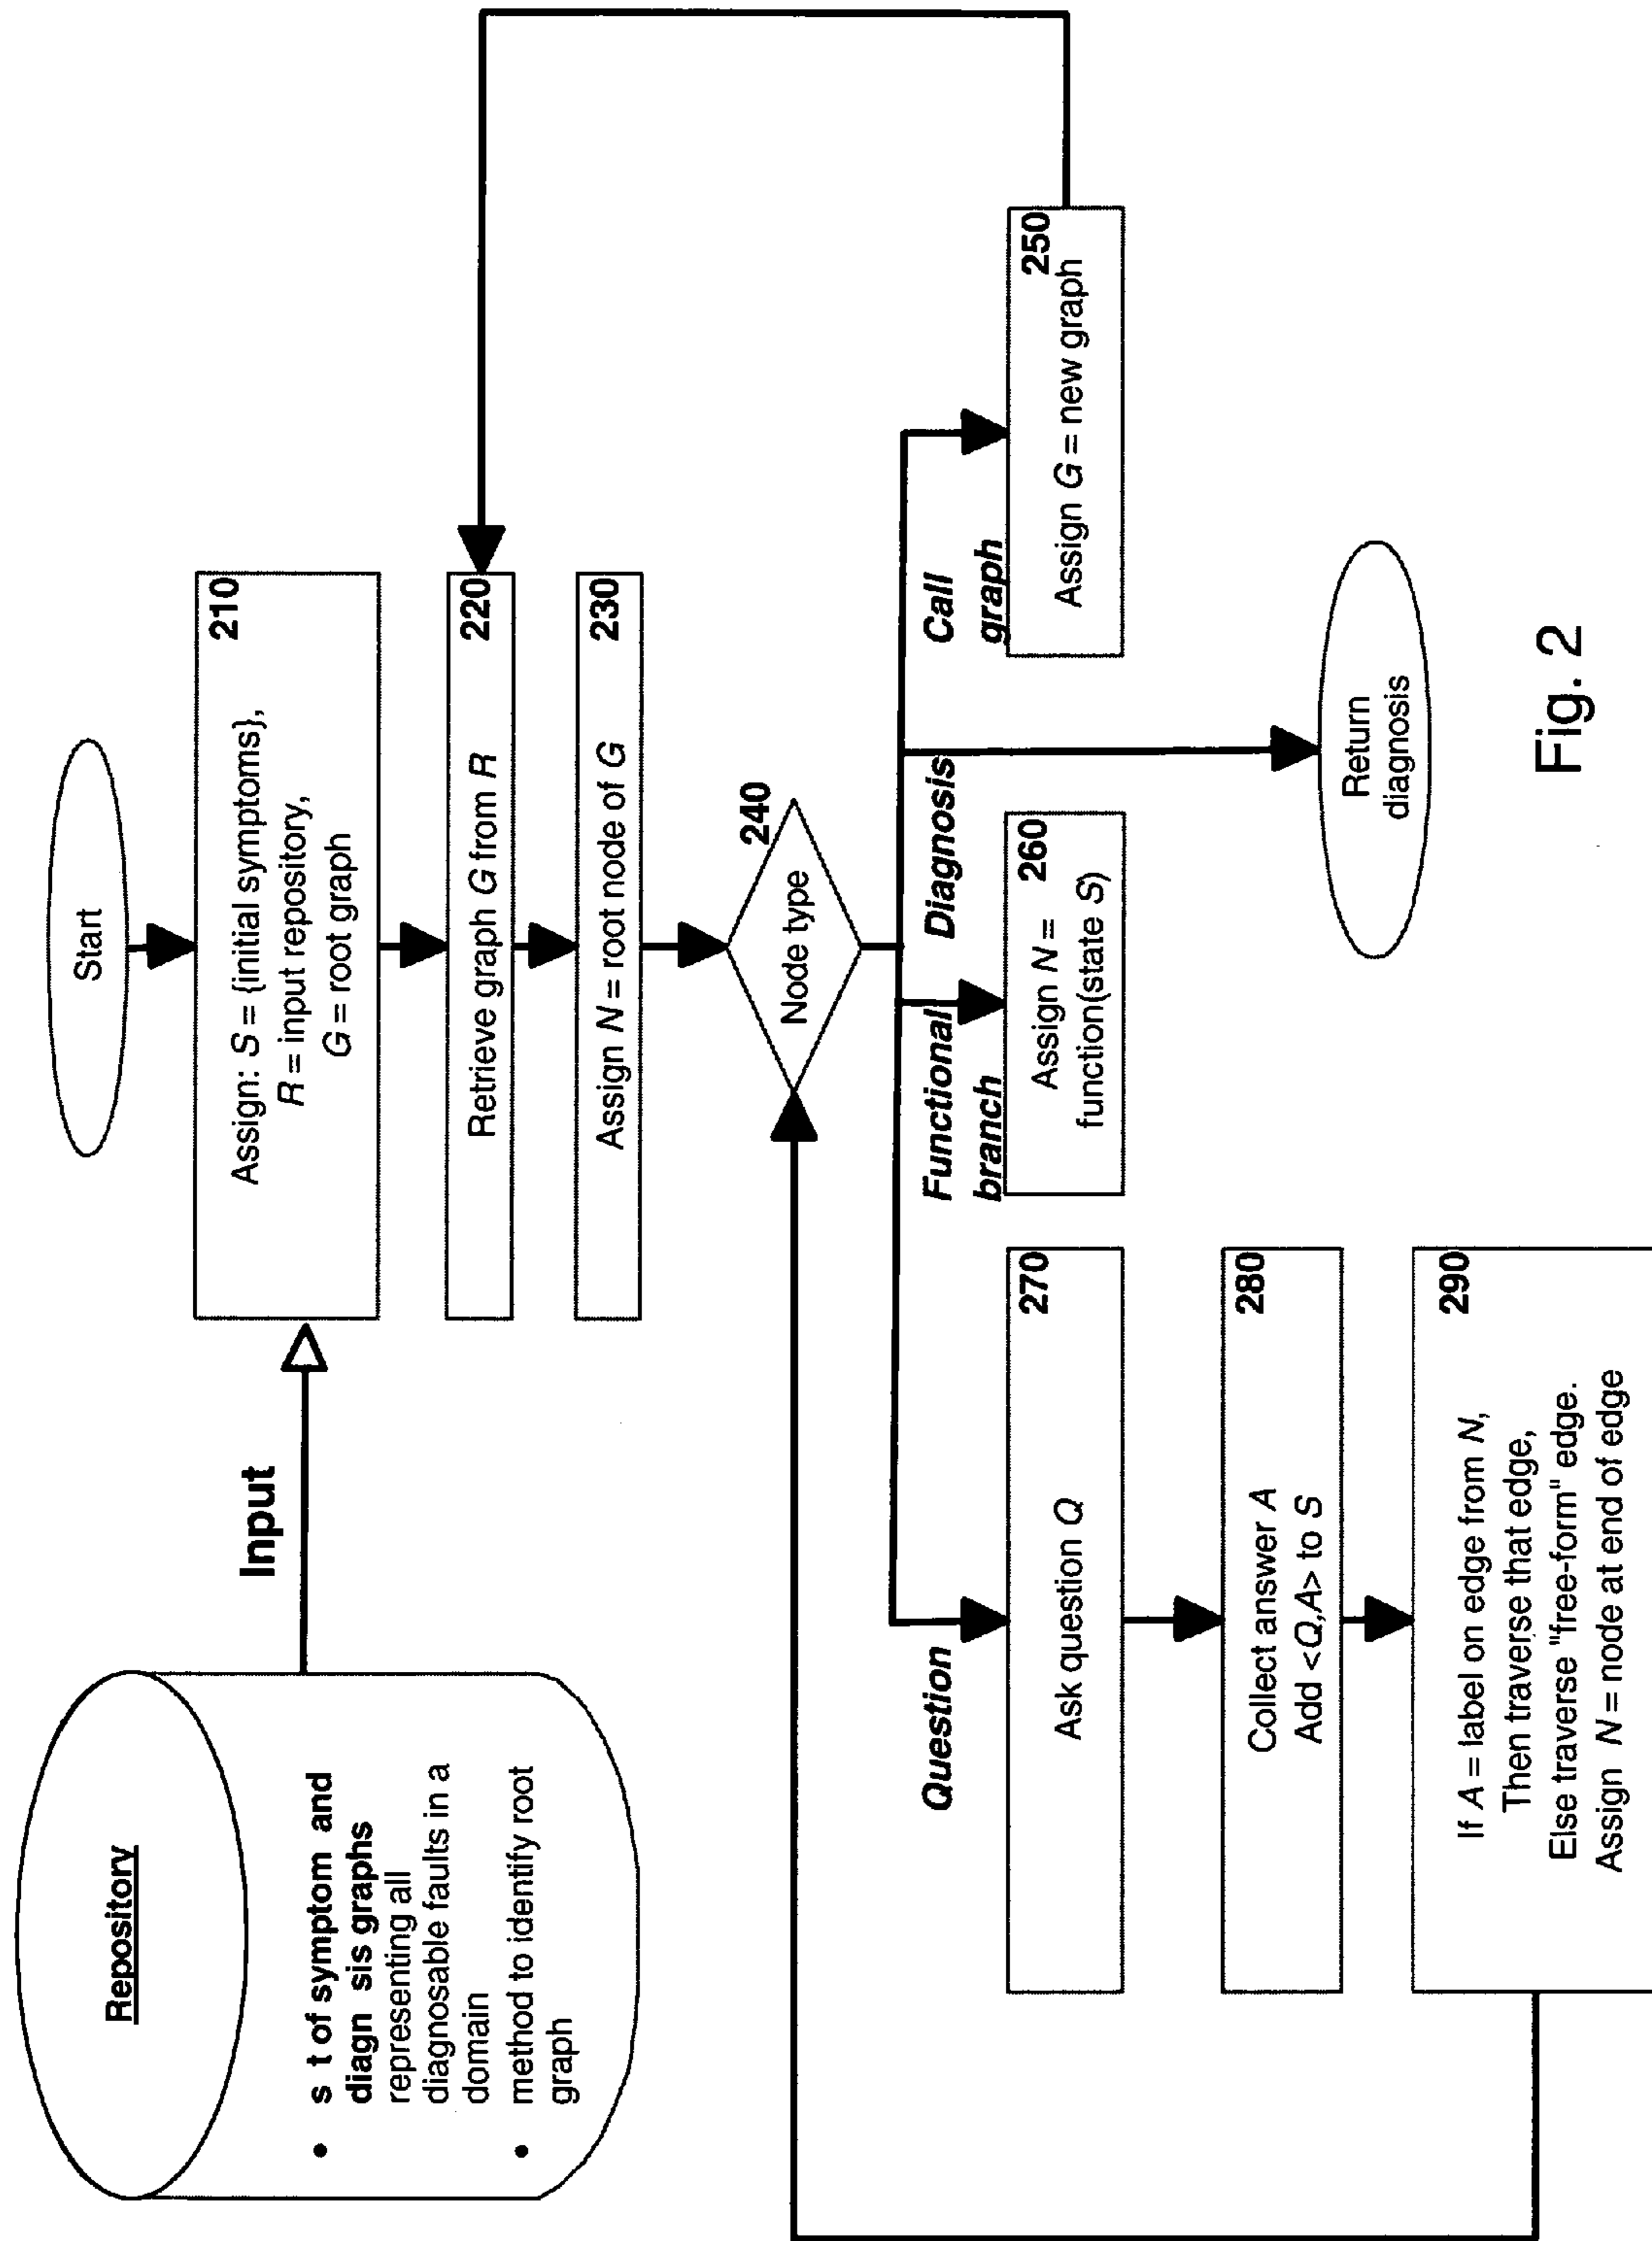 Start
Repository
• s t of symptom and
diagn sis graphs
representing all
diagnosable faults in a
domain
• method to identify root
graph
Input
210
Assign: S = {initial symptoms},
R = input repository,
G = root graph
220
Retrieve graph G from R
230
Assign N = root node of G
240
Node type
Question
Functional
branch
Diagnosis
Call
graph
270
Ask question Q
260
Assign N =
function(state S)
250
Assign G = new graph
280
Collect answer A
Add <Q,A> to S
Return
diagnosis
290
If A = label on edge from N,
Then traverse that edge,
Else traverse "free-form" edge.
Assign N = node at end of edge
Fig. 2